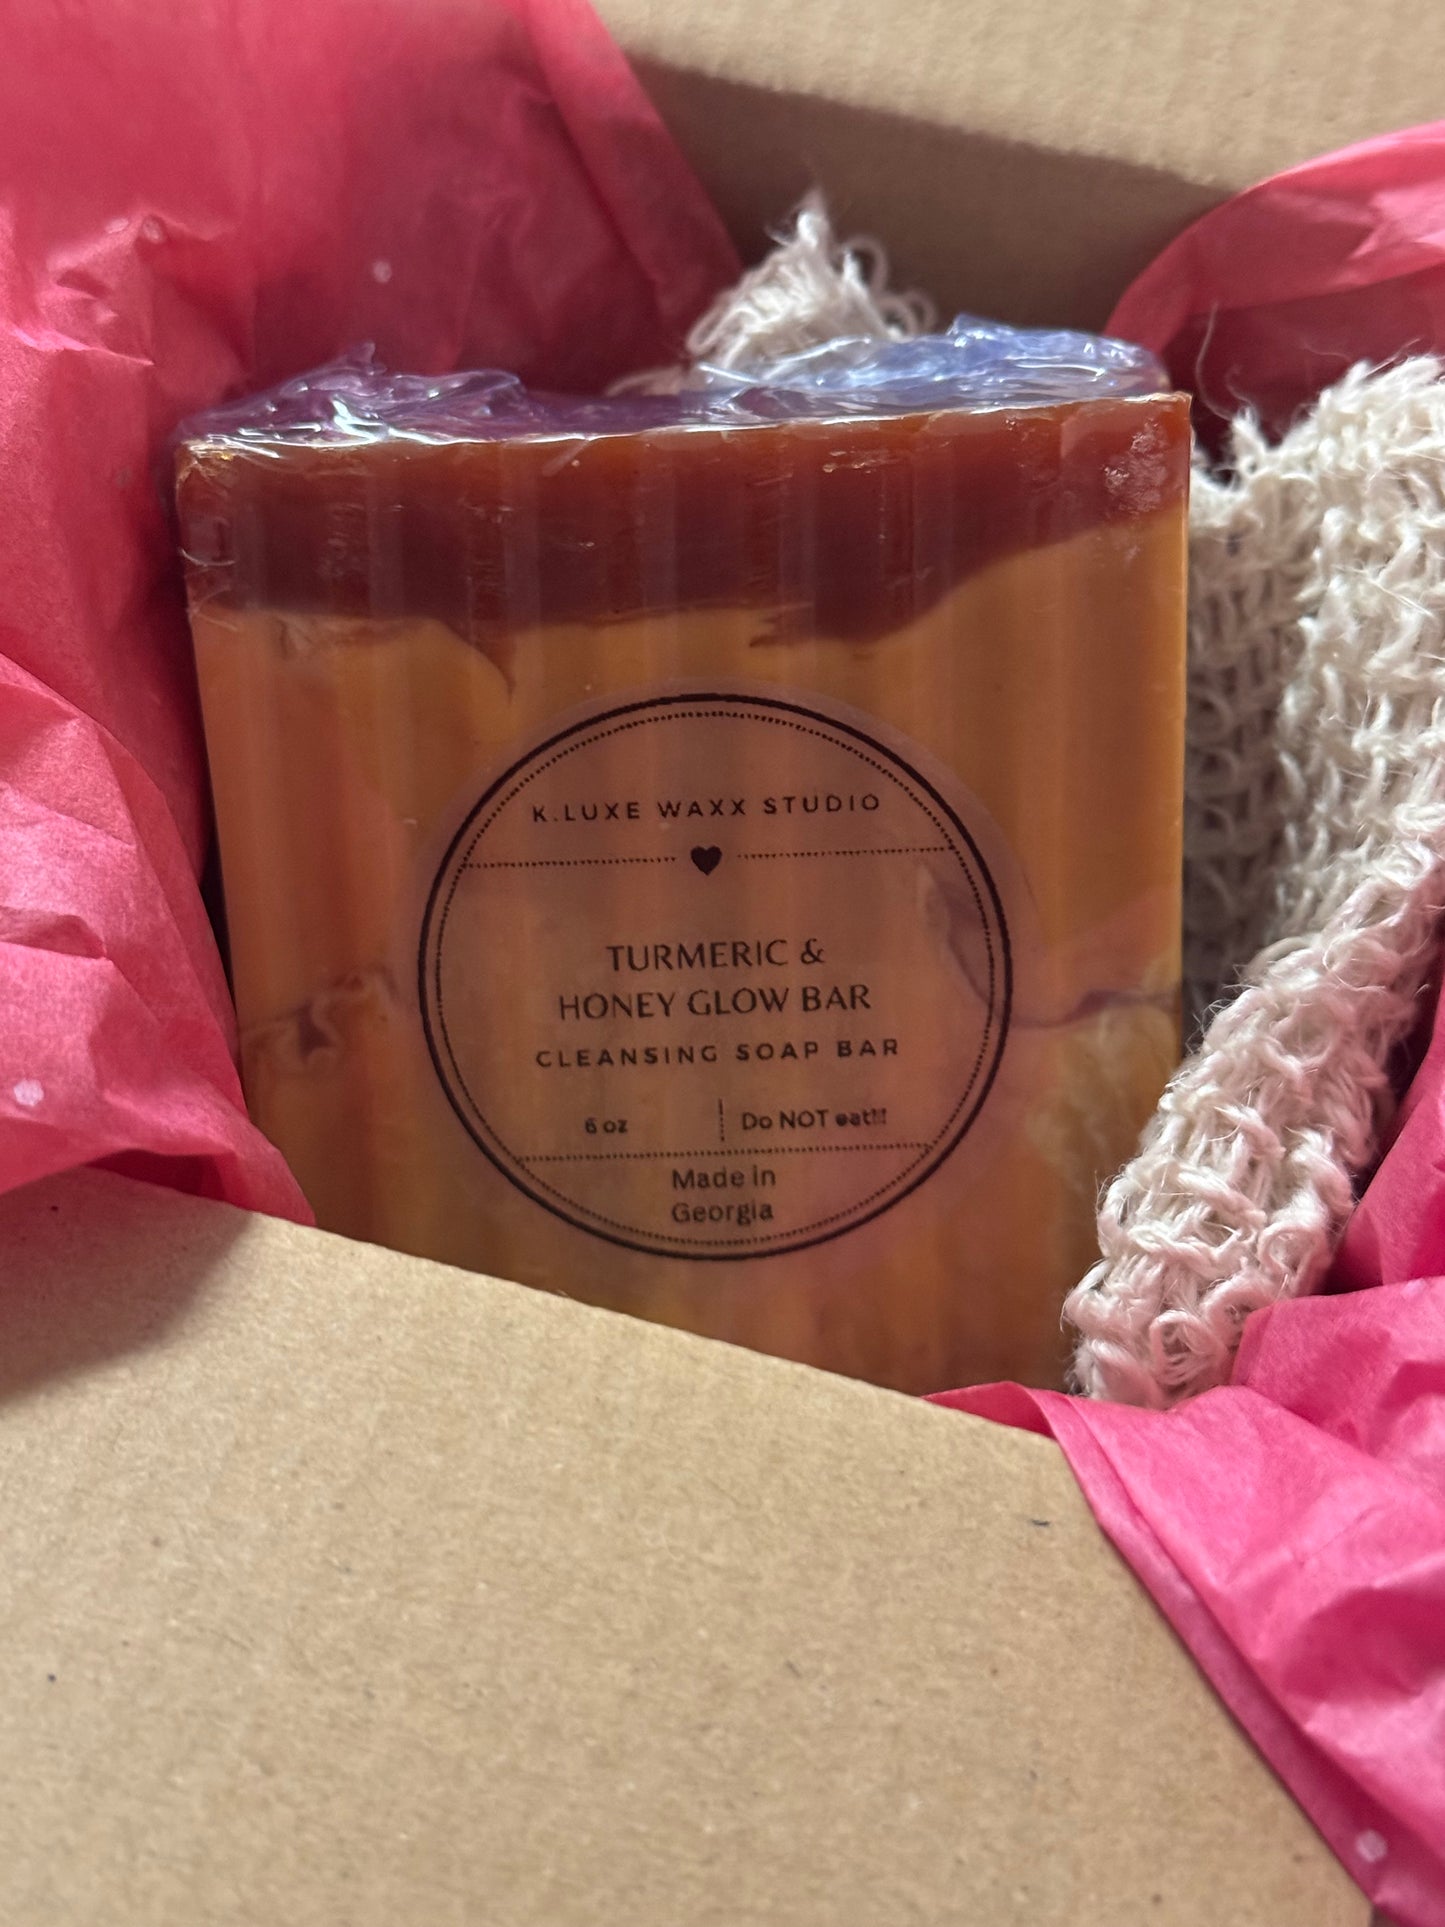 K.LUXE WAXX STUDIO
TURMERIC &
HONEY GLOW BAR
CLEANSING SOAP BAR
6 oz
Do NOT eat!!!
Made in
Georgia